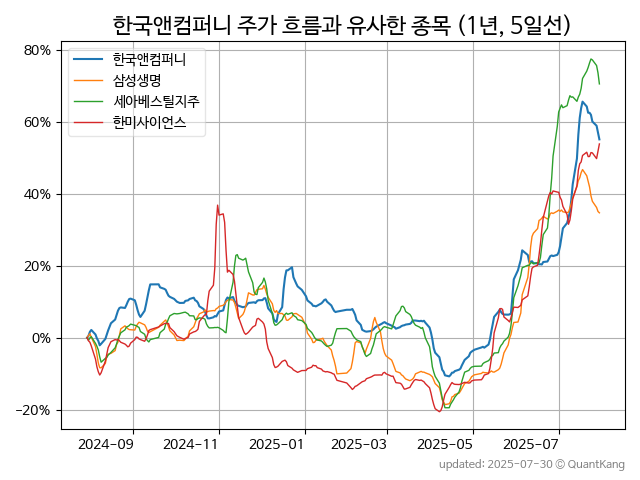 한국앤컴퍼니 주가 흐름과 유사한 종목 (1년, 5일선)
80%
60%
40%
20%
0%
−20%
한국앤컴퍼니
삼성생명
세아베스틸지주
한미사이언스
2024-09 2024-11 2025-01 2025-03 2025-05 2025-07
updated: 2025-07-30 ⓒ QuantKang